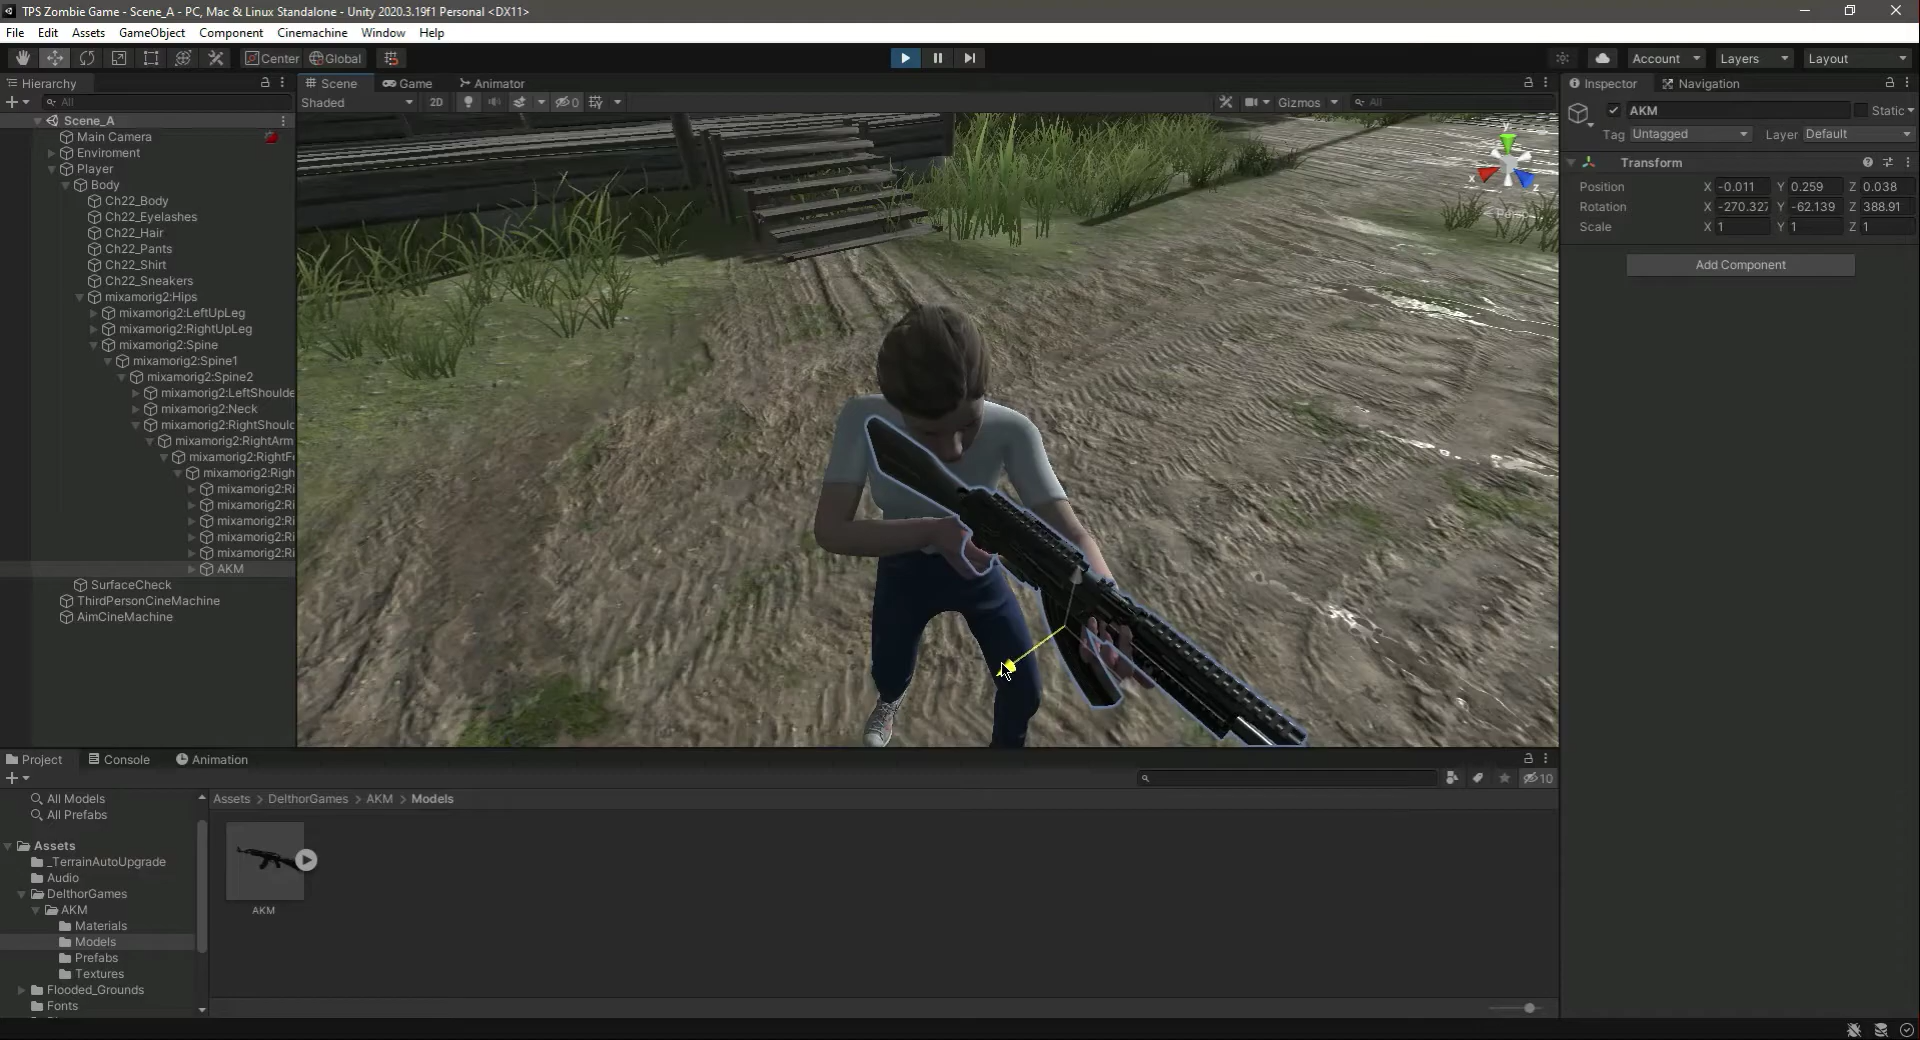 TPS Zombie Game - Scene_A - PC, Mac & Linux Standalone - Unity 2020.3.19f1 Personal <DX11>
File Edit Assets GameObject Component Cinemachine Window Help
Center Global Account Layers Layout
Hierarchy
All
Scene_A
Main Camera
Enviroment
Player
Body
Ch22_Body
Ch22_Eyelashes
Ch22_Hair
Ch22_Pants
Ch22_Shirt
Ch22_Sneakers
mixamorig2:Hips
mixamorig2:LeftUpLeg
mixamorig2:RightUpLeg
mixamorig2:Spine
mixamorig2:Spine1
mixamorig2:Spine2
mixamorig2:LeftShoulde
mixamorig2:Neck
mixamorig2:RightShoulc
mixamorig2:RightArm
mixamorig2:RightF
mixamorig2:Righ
mixamorig2:Ri
mixamorig2:Ri
mixamorig2:Ri
mixamorig2:Ri
mixamorig2:Ri
AKM
SurfaceCheck
ThirdPersonCineMachine
AimCineMachine
Scene Game Animator
Shaded 2D 0 Gizmos All
y
x
z
Inspector Navigation
AKM Static
Tag Untagged Layer Default
Transform
Position X -0.011 Y 0.259 Z 0.038
Rotation X -270.327 Y -62.139 Z 388.91
Scale X 1 Y 1 Z 1
Add Component
Project Console Animation
10
All Models
All Prefabs
Assets
_TerrainAutoUpgrade
Audio
DelthorGames
AKM
Materials
Models
Prefabs
Textures
Flooded_Grounds
Fonts
Assets > DelthorGames > AKM > Models
AKM